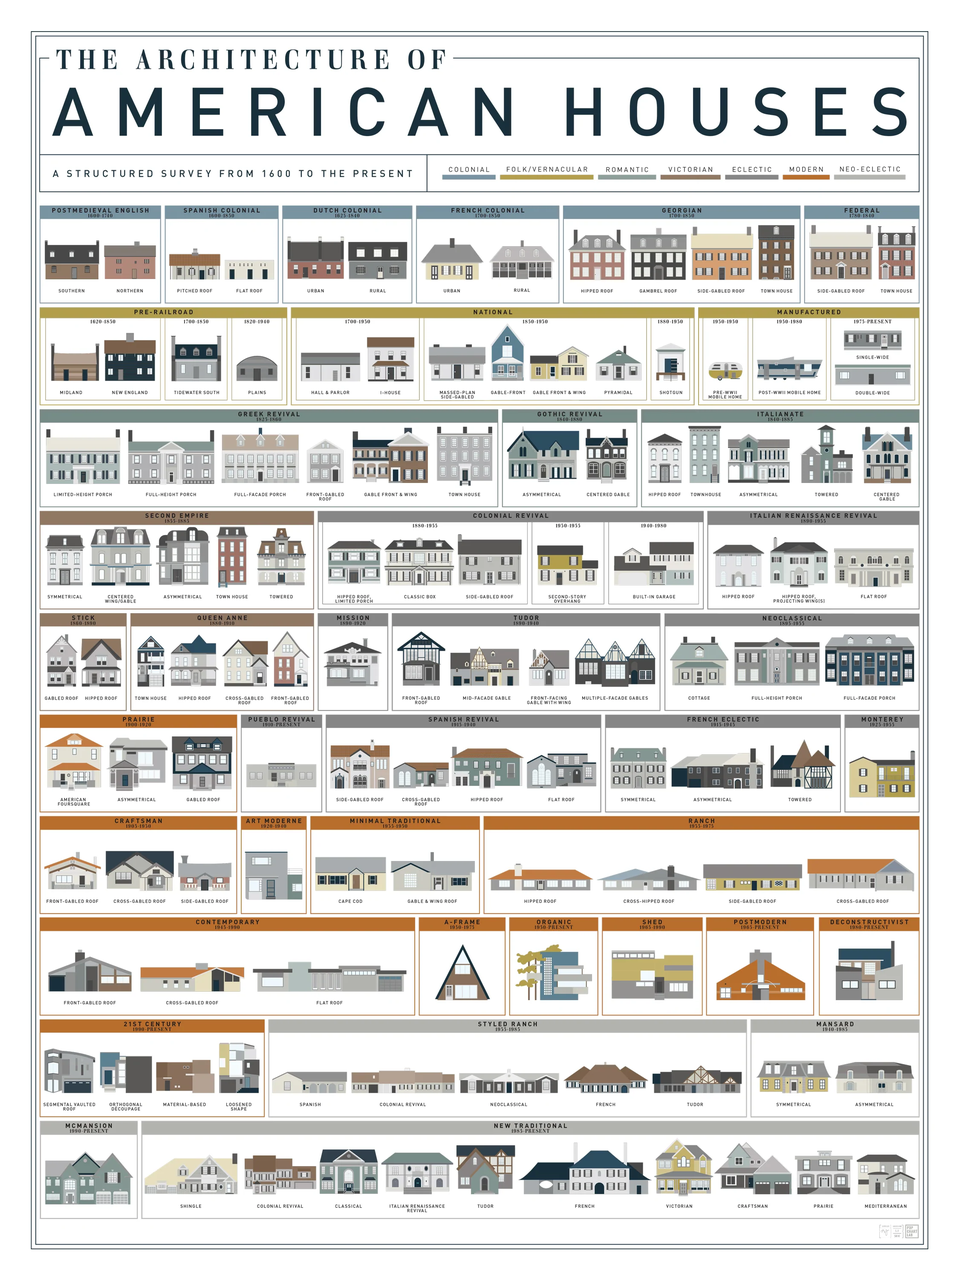 THE ARCHITECTURE OF
AMERICAN HOUSES
A STRUCTURED SURVEY FROM 1600 TO THE PRESENT
COLONIAL FOLK/VERNACULAR ROMANTIC VICTORIAN ECLECTIC MODERN NEO-ECLECTIC
POSTMEDIEVAL ENGLISH SPANISH COLONIAL DUTCH COLONIAL FRENCH COLONIAL GEORGIAN FEDERAL
1600-1740 1600-1850 1625-1840 1700-1850 1700-1850 1780-1840
SOUTHERN NORTHERN PITCHED ROOF FLAT ROOF URBAN RURAL URBAN RURAL HIPPED ROOF GAMBREL ROOF SIDE-GABLED ROOF TOWN HOUSE SIDE-GABLED ROOF TOWN HOUSE
PRE-RAILROAD NATIONAL MANUFACTURED
1620-1850 1700-1850 1820-1940 1700-1950 1850-1950 1880-1950 1950-1980 1975-PRESENT
SINGLE-WIDE
MIDLAND NEW ENGLAND TIDEWATER SOUTH PLAINS HALL & PARLOR I-HOUSE MASSED-PLAN SIDE-GABLED GABLE-FRONT GABLE FRONT & WING PYRAMIDAL SHOTGUN PRE-WWII MOBILE HOME POST-WWII MOBILE HOME DOUBLE-WIDE
GREEK REVIVAL GOTHIC REVIVAL ITALIANATE
1825-1860 1840-1880 1840-1885
LIMITED-HEIGHT PORCH FULL-HEIGHT PORCH FULL-FACADE PORCH FRONT-GABLED ROOF GABLE FRONT & WING TOWN HOUSE ASYMMETRICAL CENTERED GABLE HIPPED ROOF TOWNHOUSE ASYMMETRICAL TOWERED CENTERED GABLE
SECOND EMPIRE COLONIAL REVIVAL ITALIAN RENAISSANCE REVIVAL
1855-1885 1880-1955 1950-1955 1940-1980 1890-1935
SYMMETRICAL CENTERED WING/GABLE ASYMMETRICAL TOWN HOUSE TOWERED HIPPED ROOF, LIMITED PORCH CLASSIC BOX SIDE-GABLED ROOF SECOND-STORY OVERHANG BUILT-IN GARAGE HIPPED ROOF HIPPED ROOF, PROJECTING WING(S) FLAT ROOF
STICK QUEEN ANNE MISSION TUDOR NEOCLASSICAL
1860-1890 1880-1910 1890-1920 1890-1940 1895-1955
GABLED ROOF HIPPED ROOF TOWN HOUSE HIPPED ROOF CROSS-GABLED ROOF FRONT-GABLED ROOF SYMMETRICAL FRONT-GABLED ROOF MID-FACADE GABLE FRONT-FACING GABLE WITH WING MULTIPLE-FACADE GABLES COTTAGE FULL-HEIGHT PORCH FULL-FACADE PORCH
PRAIRIE PUEBLO REVIVAL SPANISH REVIVAL FRENCH ECLECTIC MONTEREY
1900-1920 1910-PRESENT 1915-1940 1915-1945 1925-1955
AMERICAN FOURSQUARE ASYMMETRICAL GABLED ROOF SIDE-GABLED ROOF CROSS-GABLED ROOF HIPPED ROOF FLAT ROOF SYMMETRICAL ASYMMETRICAL TOWERED
CRAFTSMAN ART MODERNE MINIMAL TRADITIONAL RANCH
1905-1930 1920-1940 1935-1950 1935-1975
FRONT-GABLED ROOF CROSS-GABLED ROOF SIDE-GABLED ROOF CAPE COD GABLE & WING ROOF HIPPED ROOF CROSS-HIPPED ROOF SIDE-GABLED ROOF CROSS-GABLED ROOF
CONTEMPORARY A-FRAME ORGANIC SHED POSTMODERN DECONSTRUCTIVIST
1945-1990 1950-1975 1950-PRESENT 1965-1990 1965-PRESENT 1980-PRESENT
FRONT-GABLED ROOF CROSS-GABLED ROOF FLAT ROOF
21ST CENTURY STYLED RANCH MANSARD
1990-PRESENT 1935-1985 1940-1985
SEGMENTAL VAULTED ROOF ORTHOGONAL DECOUPAGE MATERIAL-BASED LOOSENED SHAPE SPANISH COLONIAL REVIVAL NEOCLASSICAL FRENCH TUDOR SYMMETRICAL ASYMMETRICAL
MCMANSION NEW TRADITIONAL
1980-PRESENT 1985-PRESENT
SHINGLE COLONIAL REVIVAL CLASSICAL ITALIAN RENAISSANCE REVIVAL TUDOR FRENCH VICTORIAN CRAFTSMAN PRAIRIE MEDITERRANEAN
POP CHART LAB